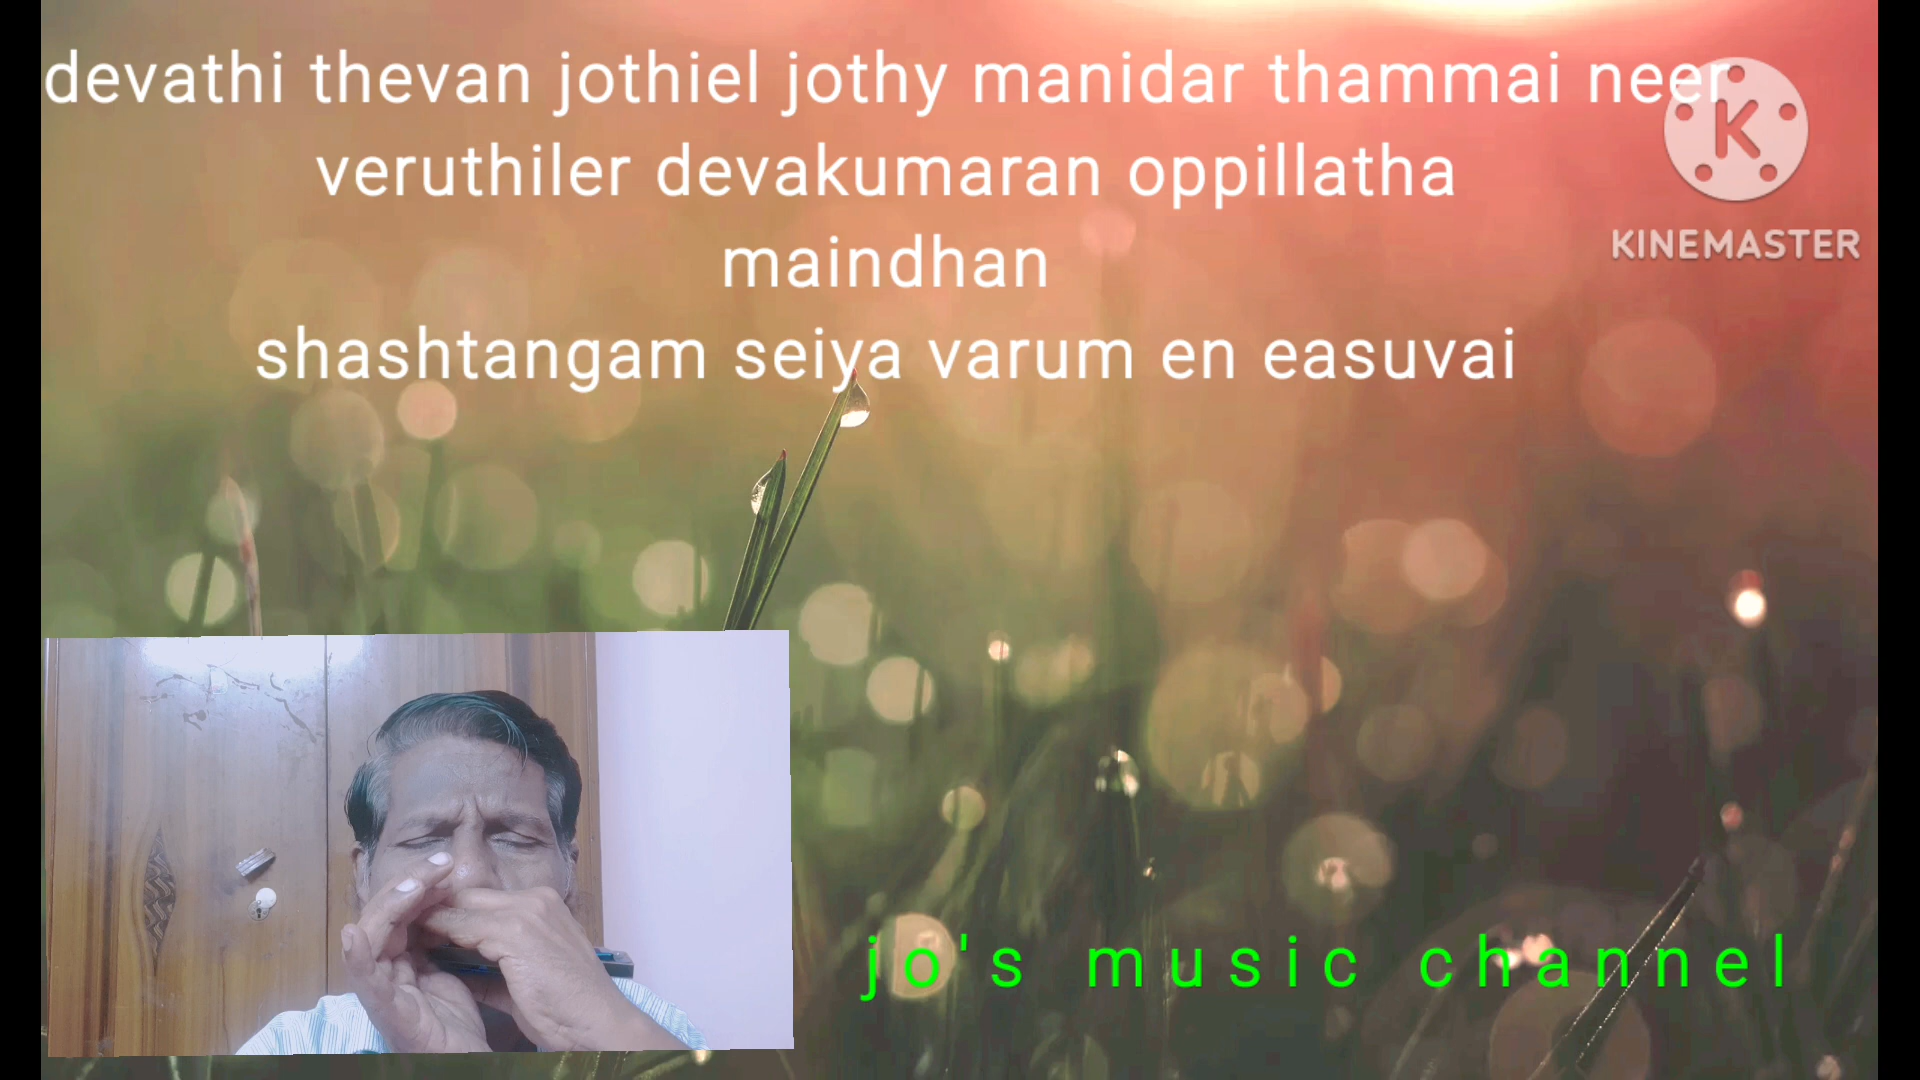 devathi thevan jothiel jothy manidar thammai neer
veruthiler devakumaran oppillatha
maindhan
shashtangam seiya varum en easuvai
K
KINEMASTER
jo's music channel